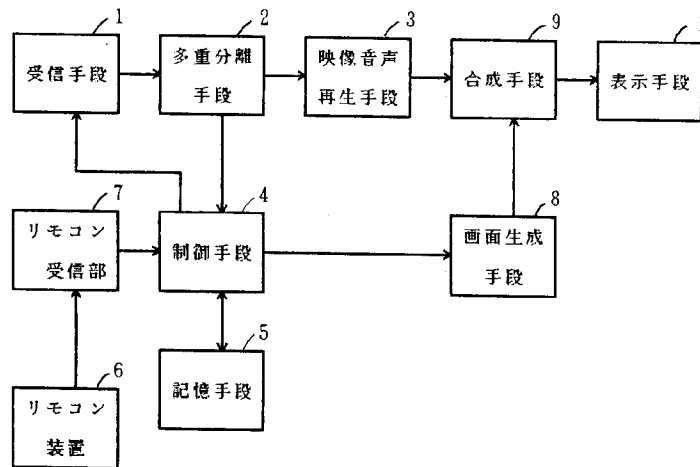 1
受信手段
2
多重分離
手段
3
映像音声
再生手段
9
合成手段
表示手段
7
リモコン
受信部
4
制御手段
8
画面生成
手段
5
記憶手段
6
リモコン
装置